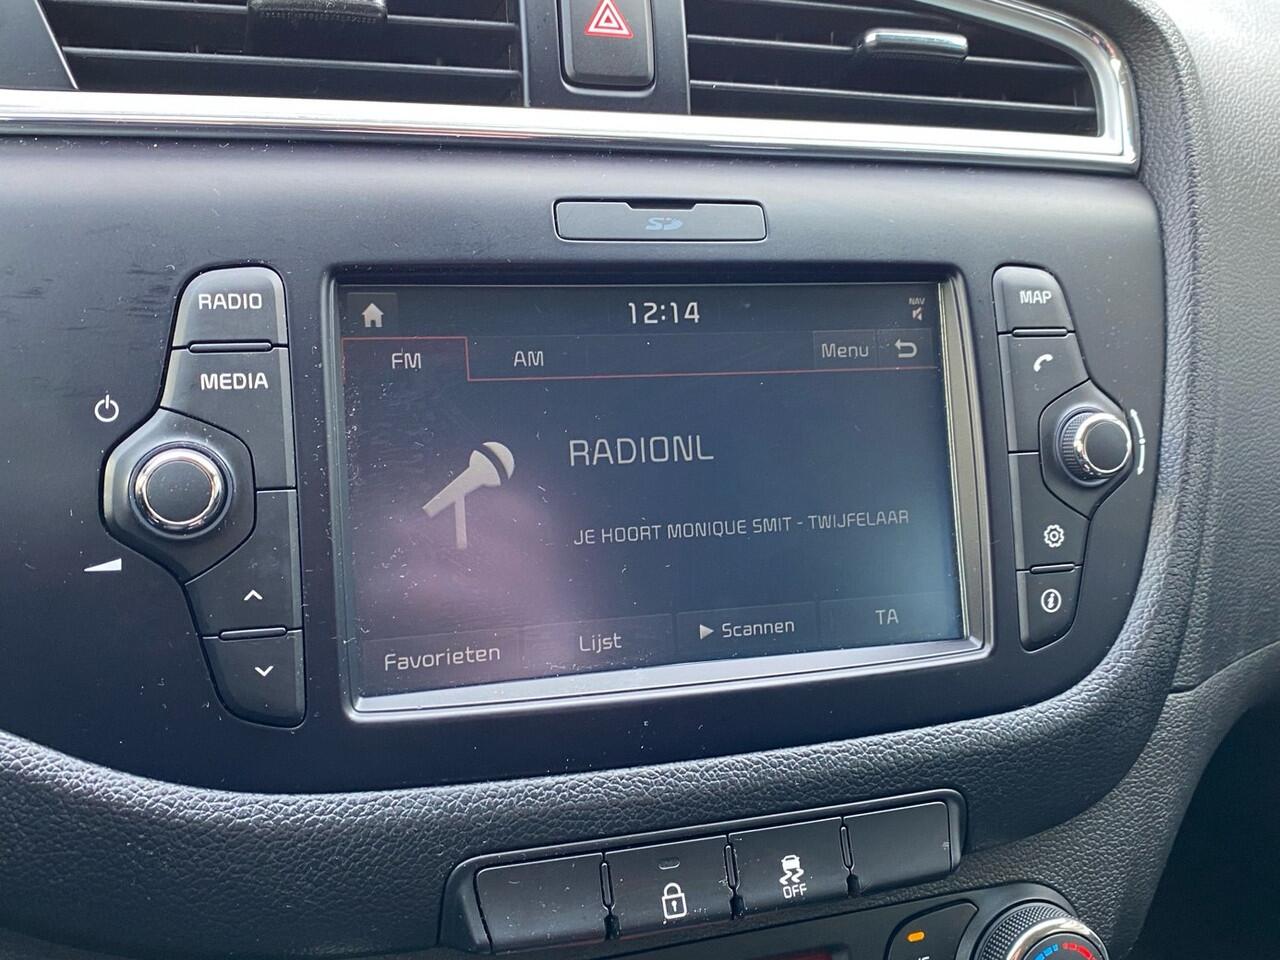 SD
RADIO
MEDIA
12:14
NAV
MAP
FM
AM
Menu
RADIONL
JE HOORT MONIQUE SMIT - TWIJFELAAR
Favorieten
Lijst
Scannen
TA
OFF